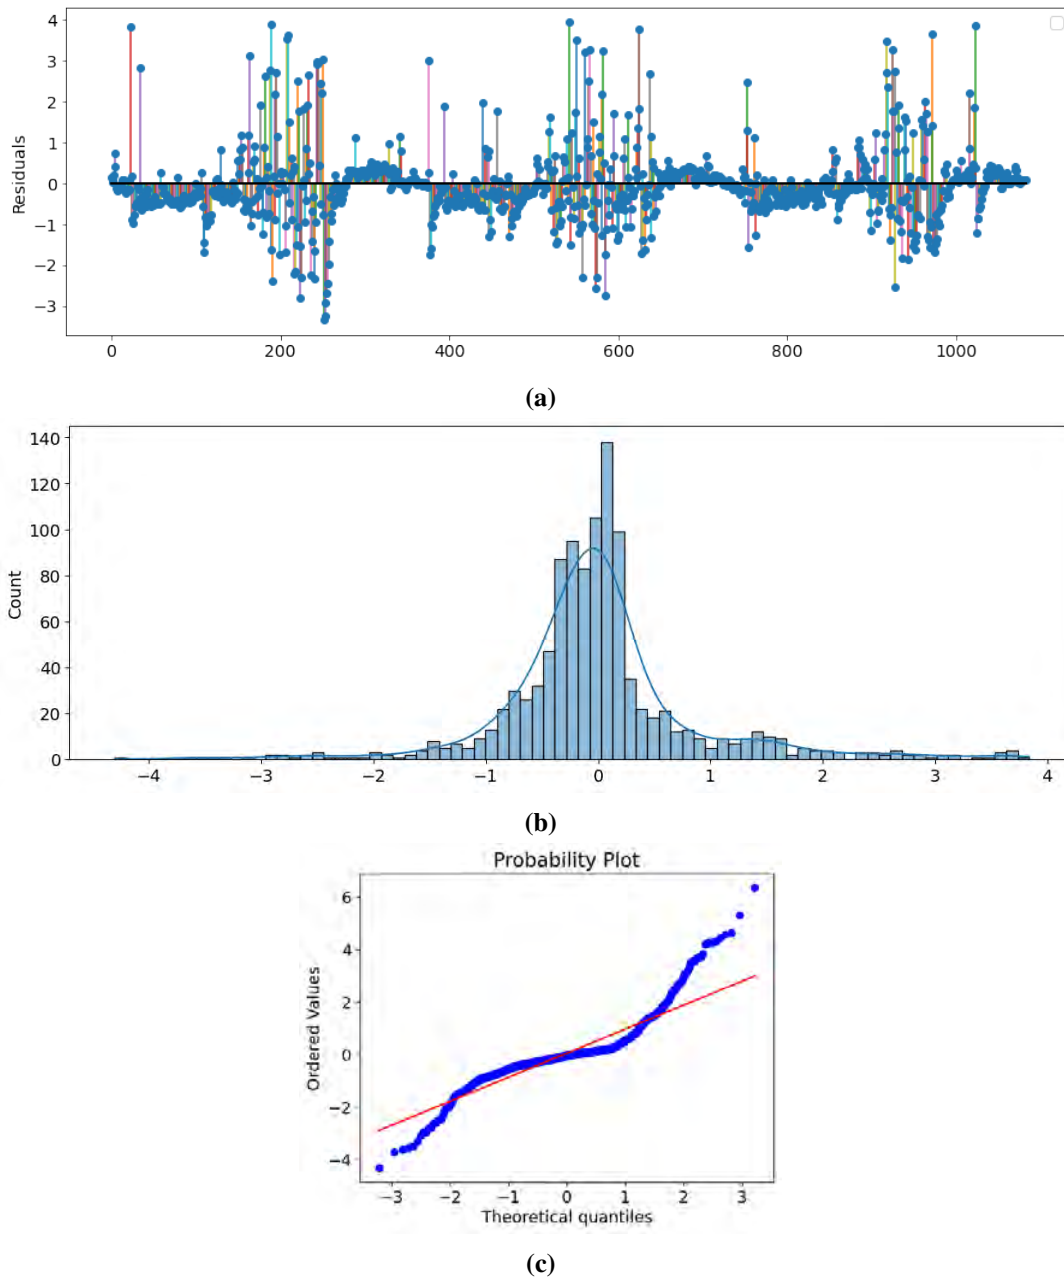 4
3
2
1
0
−1
−2
−3
Residuals
0 200 400 600 800 1000
(a)
140
120
100
80
60
40
20
0
Count
−4 −3 −2 −1 0 1 2 3 4
(b)
Probability Plot
6
4
2
0
−2
−4
Ordered Values
−3 −2 −1 0 1 2 3
Theoretical quantiles
(c)